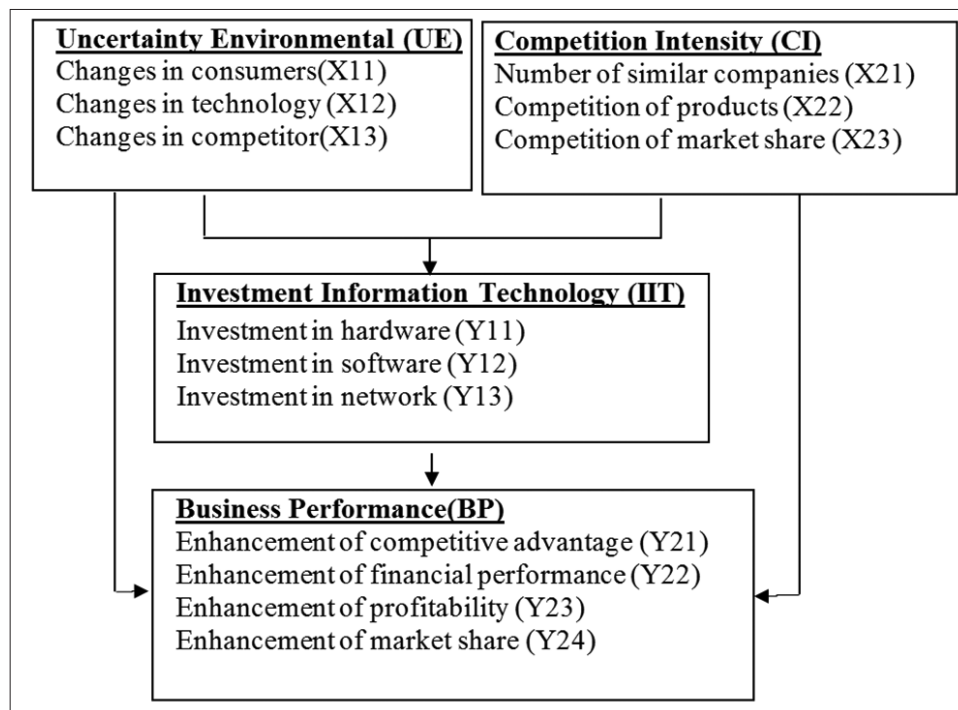 Uncertainty Environmental (UE)
Changes in consumers(X11)
Changes in technology (X12)
Changes in competitor(X13)
Competition Intensity (CI)
Number of similar companies (X21)
Competition of products (X22)
Competition of market share (X23)
Investment Information Technology (IIT)
Investment in hardware (Y11)
Investment in software (Y12)
Investment in network (Y13)
Business Performance(BP)
Enhancement of competitive advantage (Y21)
Enhancement of financial performance (Y22)
Enhancement of profitability (Y23)
Enhancement of market share (Y24)